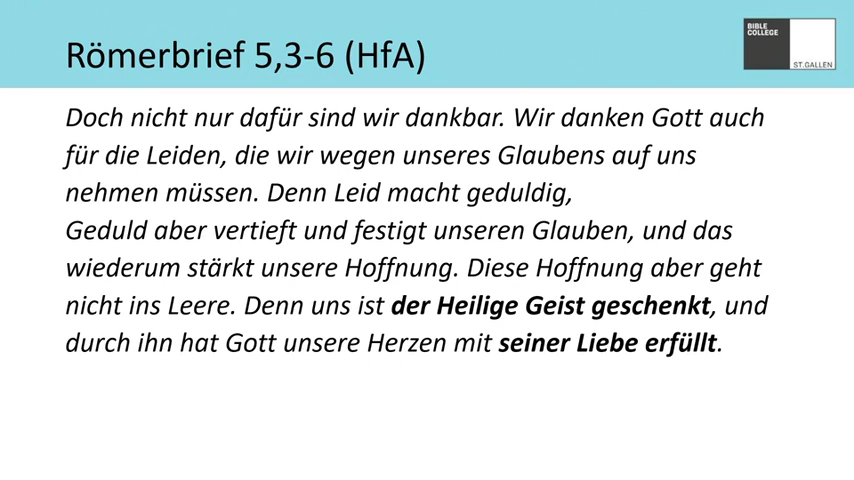 Römerbrief 5,3-6 (HfA)
BIBLE
COLLEGE
ST.GALLEN
Doch nicht nur dafür sind wir dankbar. Wir danken Gott auch
für die Leiden, die wir wegen unseres Glaubens auf uns
nehmen müssen. Denn Leid macht geduldig,
Geduld aber vertieft und festigt unseren Glauben, und das
wiederum stärkt unsere Hoffnung. Diese Hoffnung aber geht
nicht ins Leere. Denn uns ist der Heilige Geist geschenkt, und
durch ihn hat Gott unsere Herzen mit seiner Liebe erfüllt.